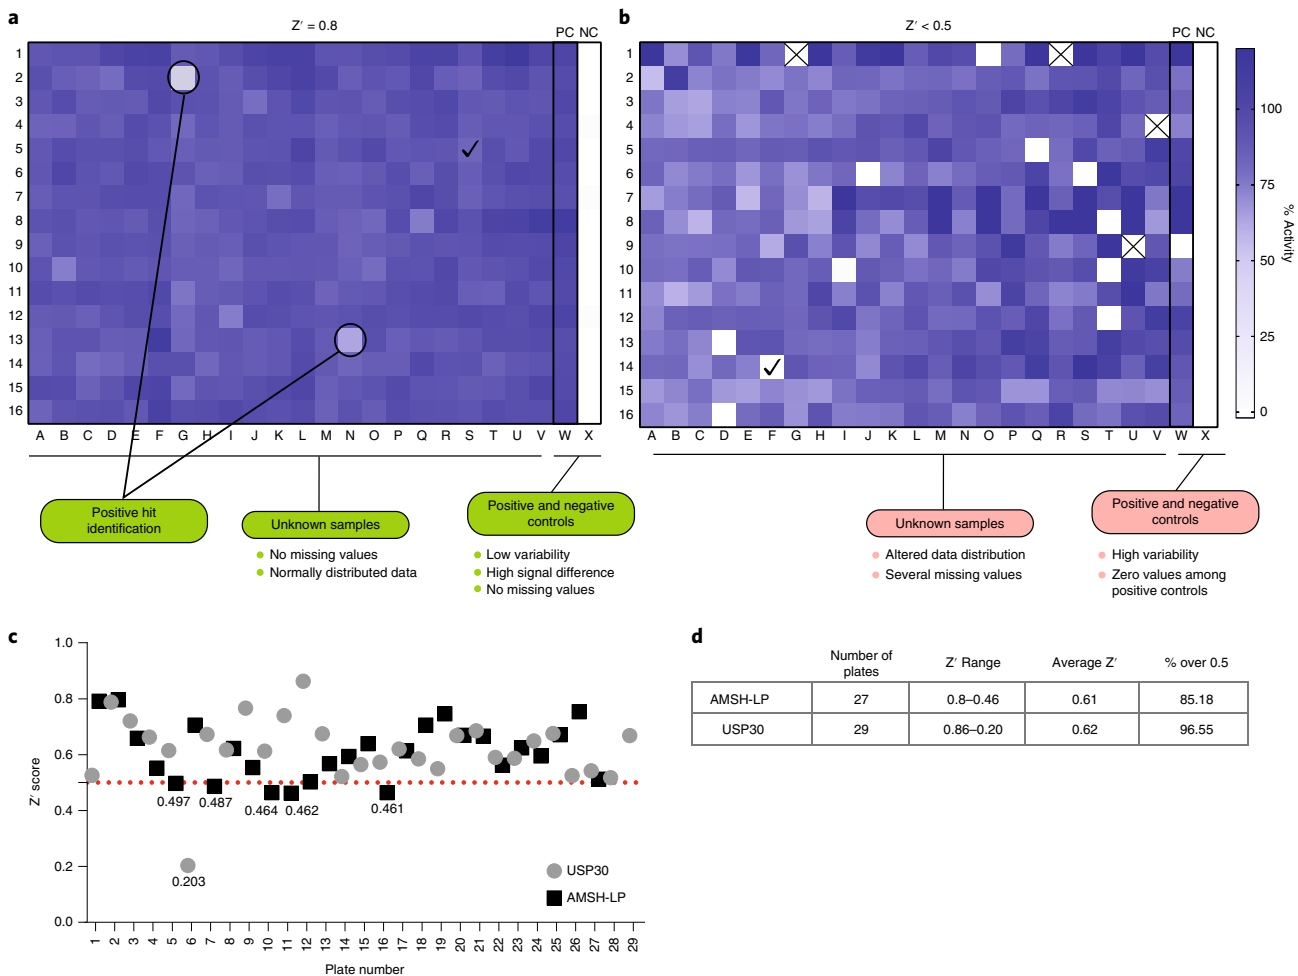 a
Z′ = 0.8
PC NC
1
2
3
4
5
6
7
8
9
10
11
12
13
14
15
16
A B C D E F G H I J K L M N O P Q R S T U V W X
Positive hit
identification
Unknown samples
No missing values
Normally distributed data
Positive and negative
controls
Low variability
High signal difference
No missing values
b
Z′ < 0.5
PC NC
1
2
3
4
5
6
7
8
9
10
11
12
13
14
15
16
A B C D E F G H I J K L M N O P Q R S T U V W X
100
75
50
25
0
% Activity
Unknown samples
Altered data distribution
Several missing values
Positive and negative
controls
High variability
Zero values among
positive controls
c
1.0
0.8
0.6
0.4
0.2
0.0
Z′ score
0.497
0.487
0.464
0.462
0.461
0.203
USP30
AMSH-LP
1 2 3 4 5 6 7 8 9 10 11 12 13 14 15 16 17 18 19 20 21 22 23 24 25 26 27 28 29
Plate number
d
Number of
plates
Z′ Range
Average Z′
% over 0.5
AMSH-LP 27 0.8–0.46 0.61 85.18
USP30 29 0.86–0.20 0.62 96.55